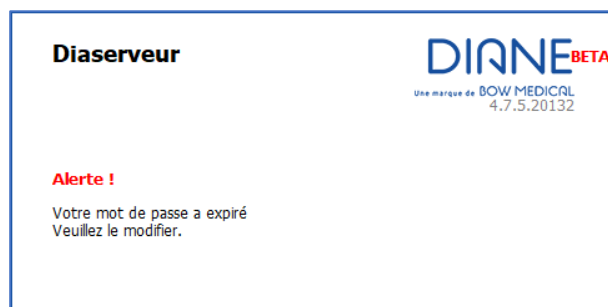 Diaserveur
DIANE BETA
Une marque de BOW MEDICAL
4.7.5.20132
Alerte !
Votre mot de passe a expiré
Veuillez le modifier.